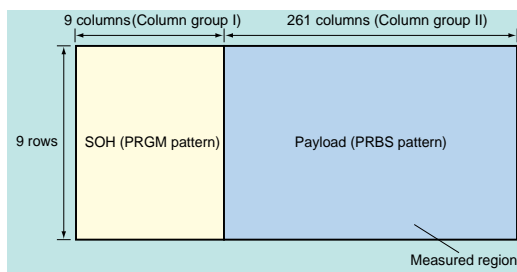 9 columns(Column group I) 261 columns (Column group II)
9 rows SOH (PRGM pattern) Payload (PRBS pattern)
Measured region